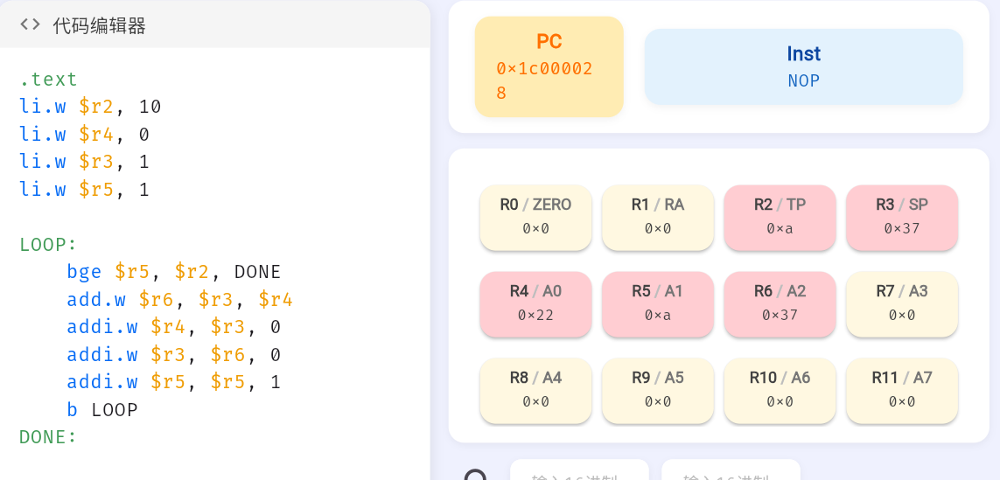 <> 代码编辑器
.text
li.w $r2, 10
li.w $r4, 0
li.w $r3, 1
li.w $r5, 1
LOOP:
bge $r5, $r2, DONE
add.w $r6, $r3, $r4
addi.w $r4, $r3, 0
addi.w $r3, $r6, 0
addi.w $r5, $r5, 1
b LOOP
DONE:
PC
0×1c00002
8
Inst
NOP
R0 / ZERO
0×0
R1 / RA
0×0
R2 / TP
0×a
R3 / SP
0×37
R4 / A0
0×22
R5 / A1
0×a
R6 / A2
0×37
R7 / A3
0×0
R8 / A4
0×0
R9 / A5
0×0
R10 / A6
0×0
R11 / A7
0×0
输入16进制
输入16进制